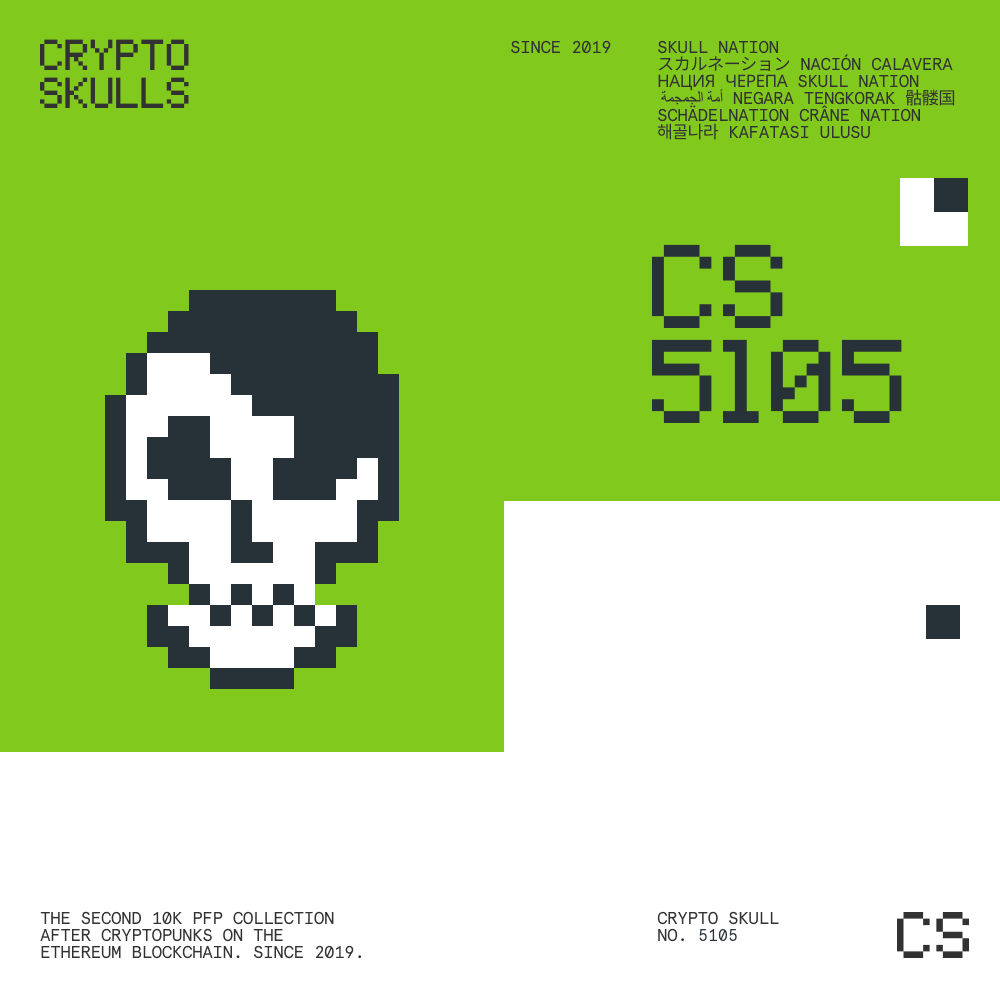 CRYPTO
SKULLS
SINCE 2019
SKULL NATION
スカルネーション NACIÓN CALAVERA
НАЦИЯ ЧЕРЕПА SKULL NATION
أمة الجمجمة NEGARA TENGKORAK 骷髅国
SCHÄDELNATION CRÂNE NATION
해골나라 KAFATASI ULUSU
CS
5105
THE SECOND 10K PFP COLLECTION
AFTER CRYPTOPUNKS ON THE
ETHEREUM BLOCKCHAIN. SINCE 2019.
CRYPTO SKULL
NO. 5105
CS